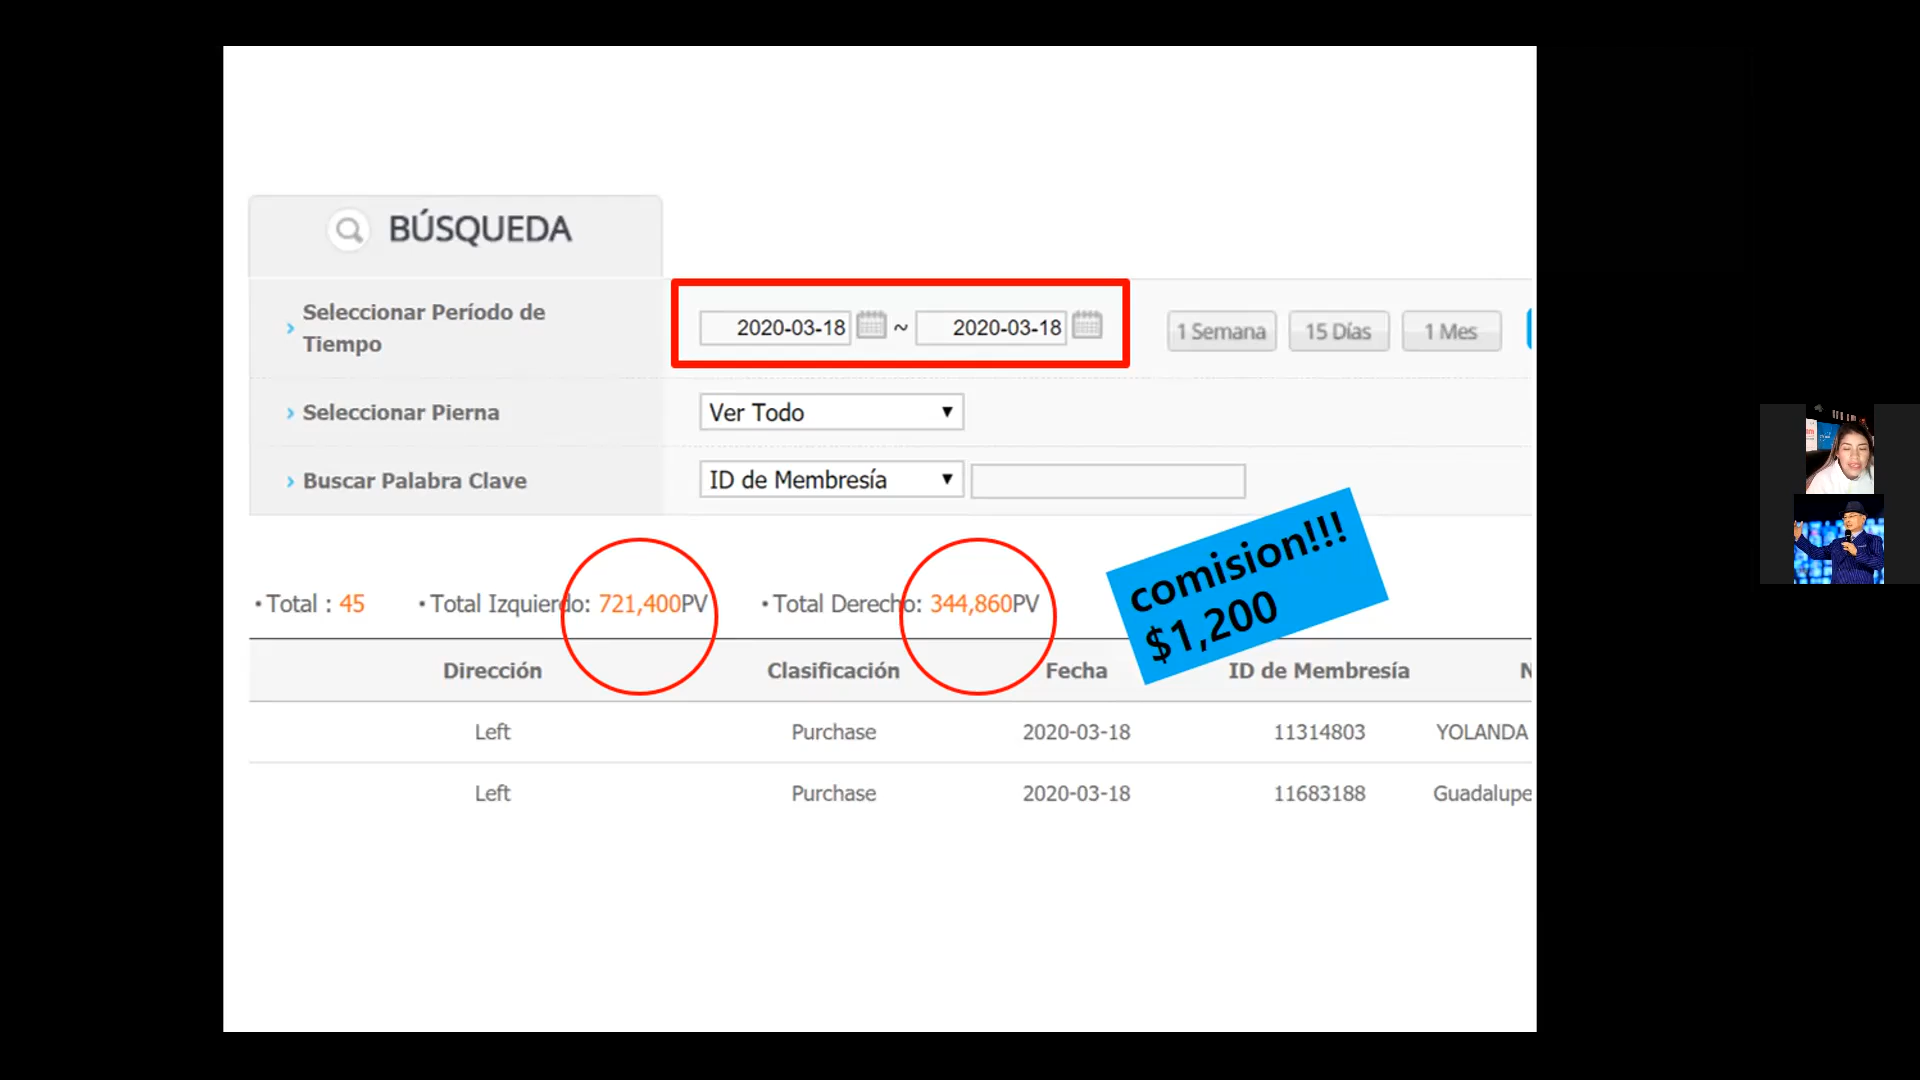 BÚSQUEDA
Seleccionar Período de
Tiempo
2020-03-18 ~ 2020-03-18
1 Semana
15 Días
1 Mes
Seleccionar Pierna
Ver Todo
Buscar Palabra Clave
ID de Membresía
comision!!!
$1,200
• Total : 45 • Total Izquierdo: 721,400PV • Total Derecho: 344,860PV
Dirección Clasificación Fecha ID de Membresía N
Left Purchase 2020-03-18 11314803 YOLANDA
Left Purchase 2020-03-18 11683188 Guadalupe